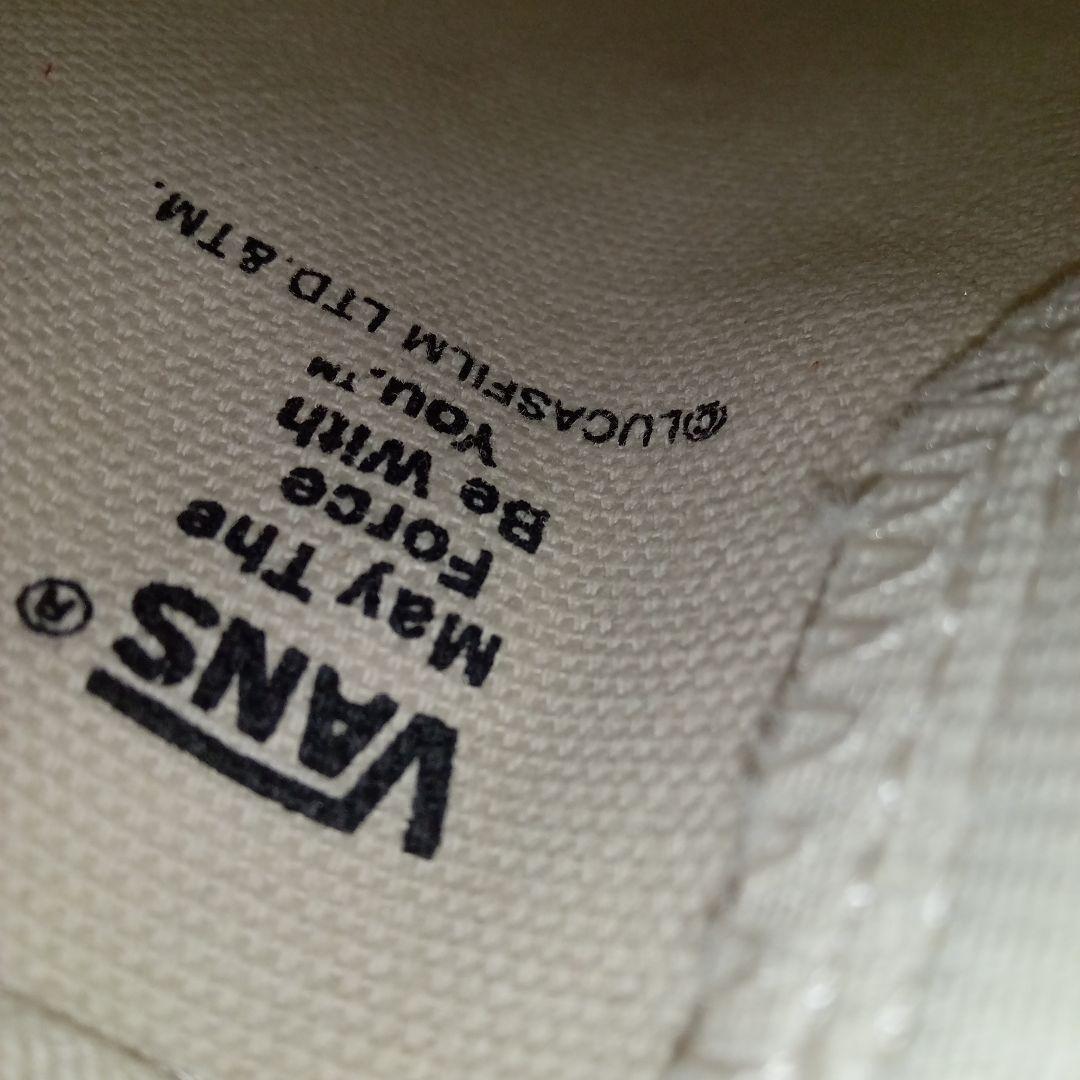 VANS®
May The
Force
Be With
You.™
©LUCASFILM LTD.&TM.